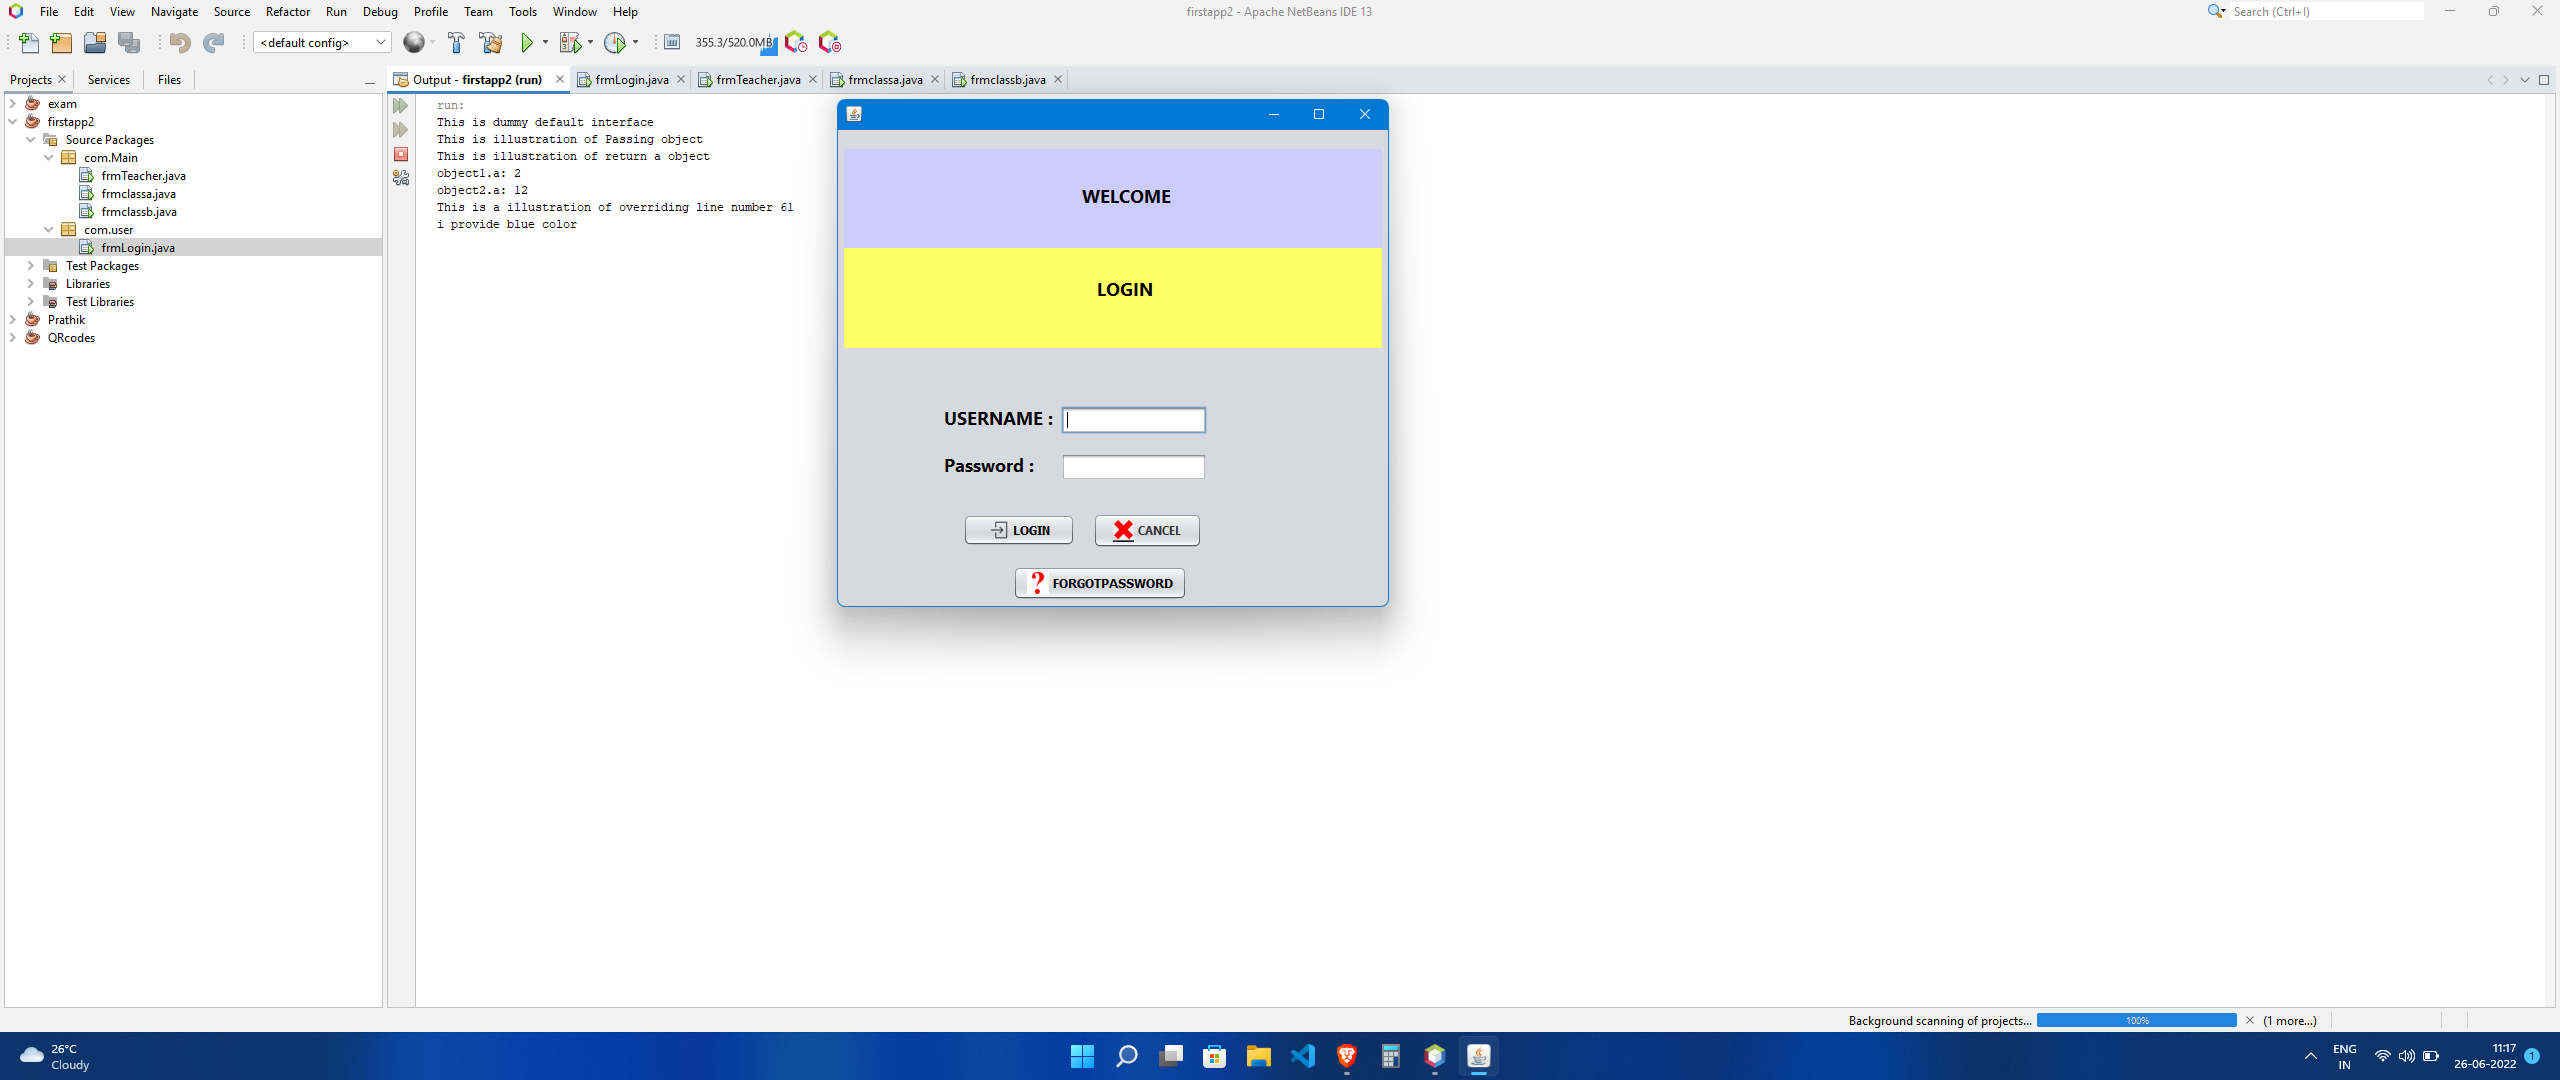 File Edit View Navigate Source Refactor Run Debug Profile Team Tools Window Help
firstapp2 - Apache NetBeans IDE 13
Search (Ctrl+I)
<default config>
355.3/520.0MB
Projects Services Files
Output - firstapp2 (run) frmLogin.java frmTeacher.java frmclassa.java frmclassb.java
exam
firstapp2
Source Packages
com.Main
frmTeacher.java
frmclassa.java
frmclassb.java
com.user
frmLogin.java
Test Packages
Libraries
Test Libraries
Prathik
QRcodes
run:
This is dummy default interface
This is illustration of Passing object
This is illustration of return a object
object1.a: 2
object2.a: 12
This is a illustration of overriding line number 61
i provide blue color
WELCOME
LOGIN
USERNAME :
Password :
LOGIN
CANCEL
FORGOTPASSWORD
Background scanning of projects... 100% (1 more...)
26°C
Cloudy
ENG
IN
11:17
26-06-2022
1